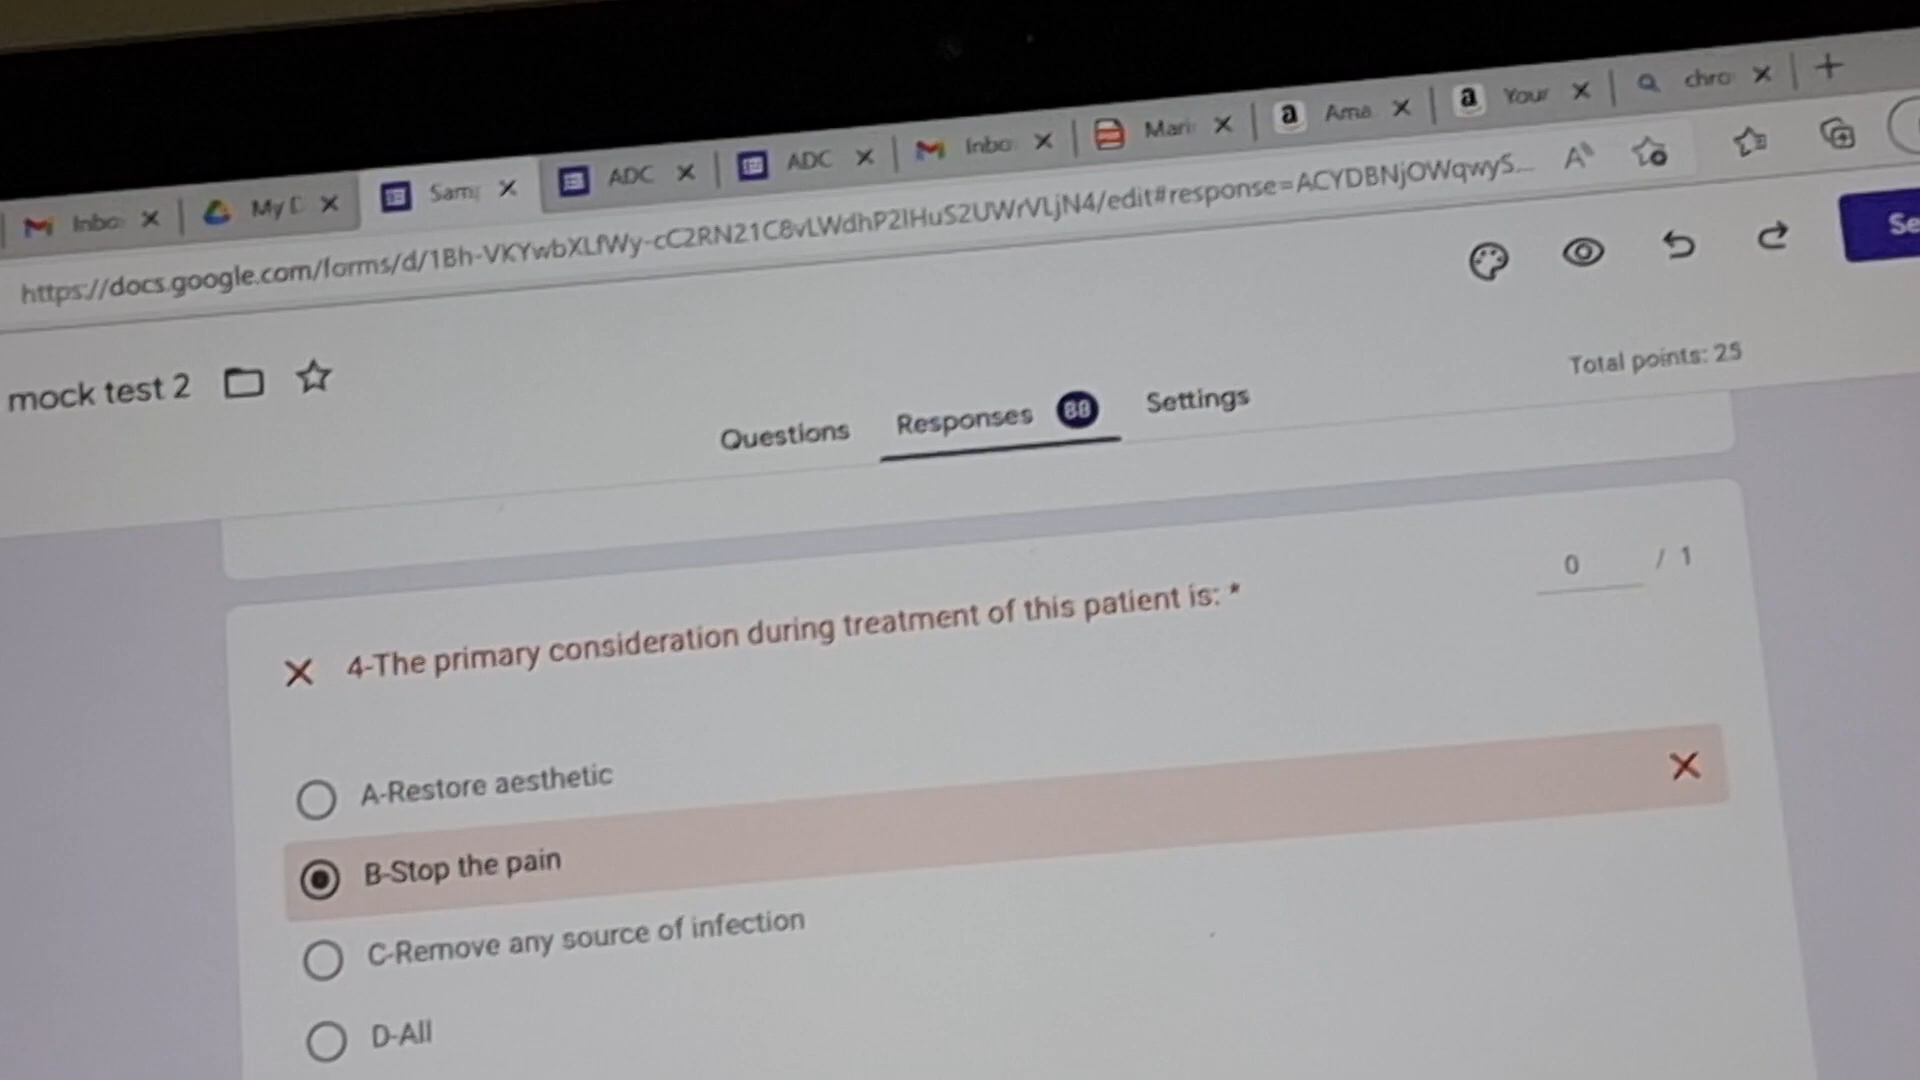 Inbo
My D
Sam
ADC
ADC
Inbo
Mari
Ama
Your
chro
https://docs.google.com/forms/d/1Bh-VKYwbXLfWy-cC2RN21C8vLWdhP2IHuS2UWrVLjN4/edit#response=ACYDBNjOWqwyS...
Se
mock test 2
Total points: 25
Questions
Responses
88
Settings
4-The primary consideration during treatment of this patient is: *
0 / 1
A-Restore aesthetic
B-Stop the pain
C-Remove any source of infection
D-All